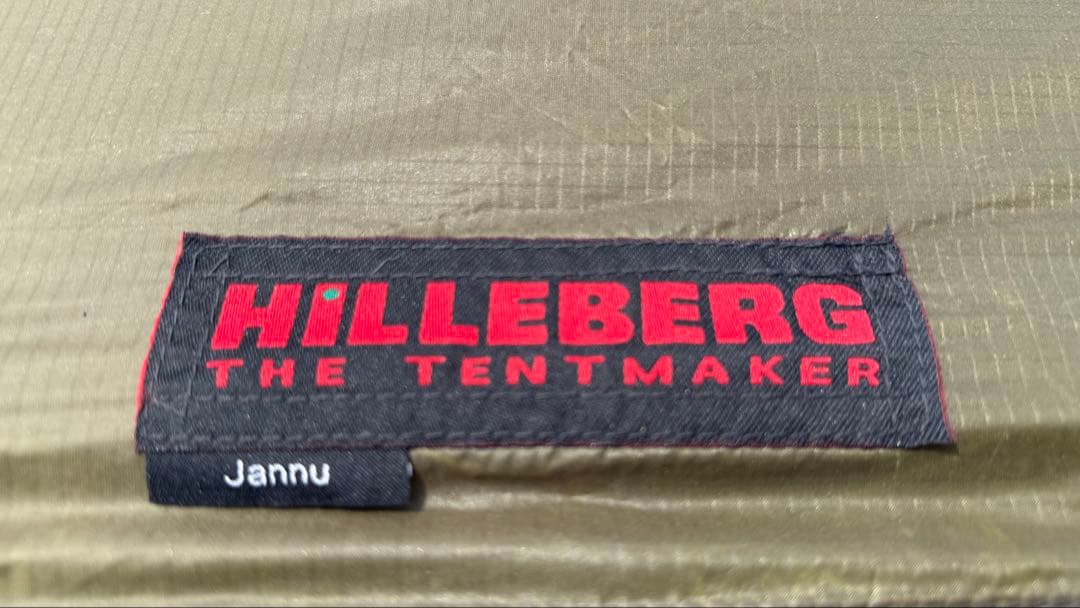 HiLLEBERG
THE TENTMAKER
Jannu